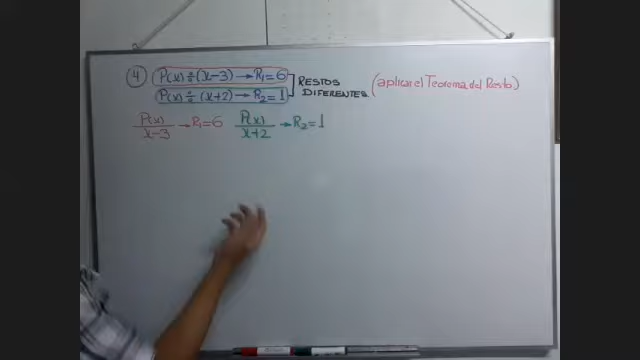 4 P(x) ÷ (x-3) → R₁=6 RESTOS (aplicar el Teorema del Resto)
P(x) ÷ (x+2) → R₂=1 DIFERENTES
P(x)/x-3 → R₁=6 P(x)/x+2 → R₂=1